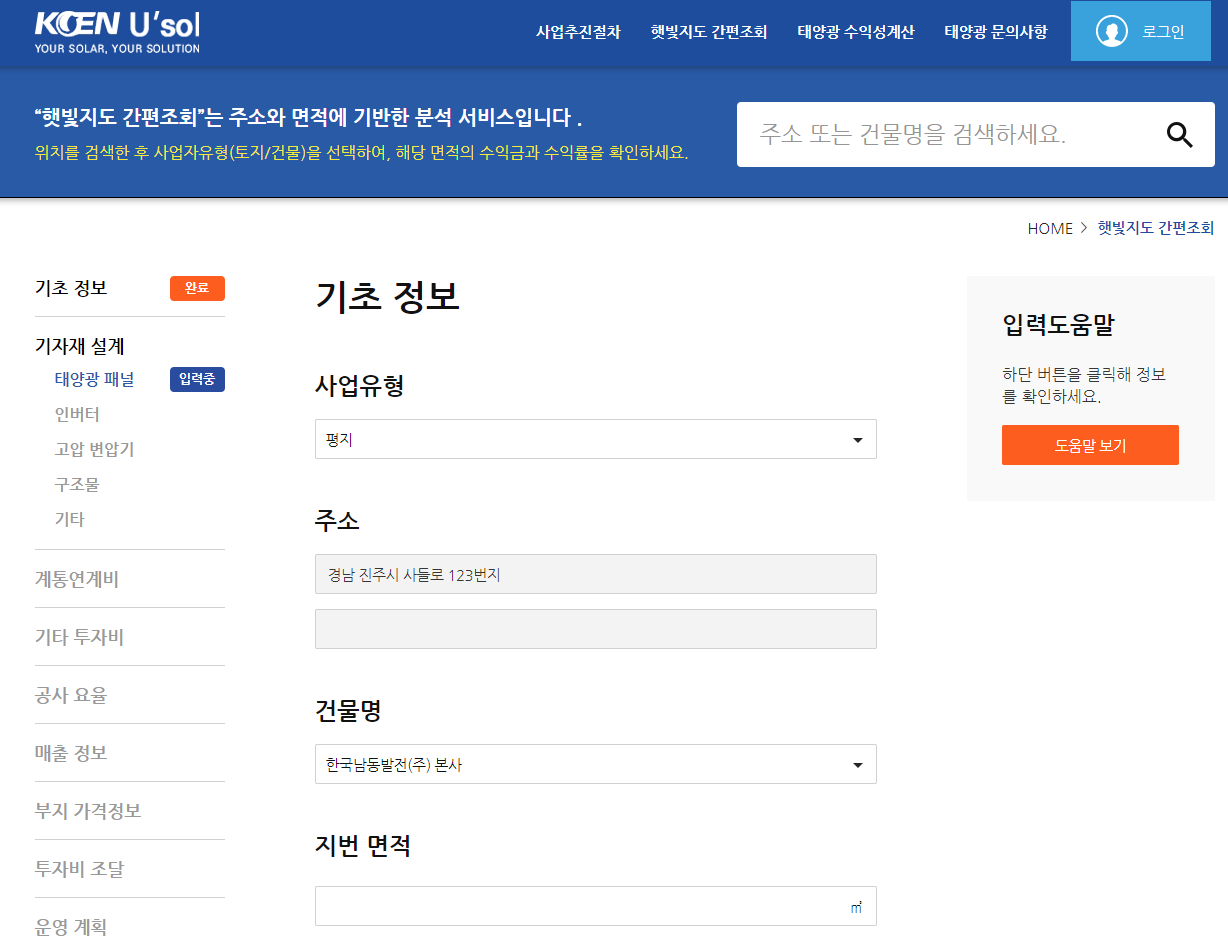 KOEN U'sol
YOUR SOLAR, YOUR SOLUTION
사업추진절차 햇빛지도 간편조회 태양광 수익성계산 태양광 문의사항 로그인
“햇빛지도 간편조회”는 주소와 면적에 기반한 분석 서비스입니다 .
위치를 검색한 후 사업자유형(토지/건물)을 선택하여, 해당 면적의 수익금과 수익률을 확인하세요.
주소 또는 건물명을 검색하세요.
HOME > 햇빛지도 간편조회
기초 정보 완료
기자재 설계
태양광 패널 입력중
인버터
고압 변압기
구조물
기타
계통연계비
기타 투자비
공사 요율
매출 정보
부지 가격정보
투자비 조달
운영 계획
기초 정보
사업유형
평지
주소
경남 진주시 사들로 123번지
건물명
한국남동발전(주) 본사
지번 면적
㎡
입력도움말
하단 버튼을 클릭해 정보
를 확인하세요.
도움말 보기